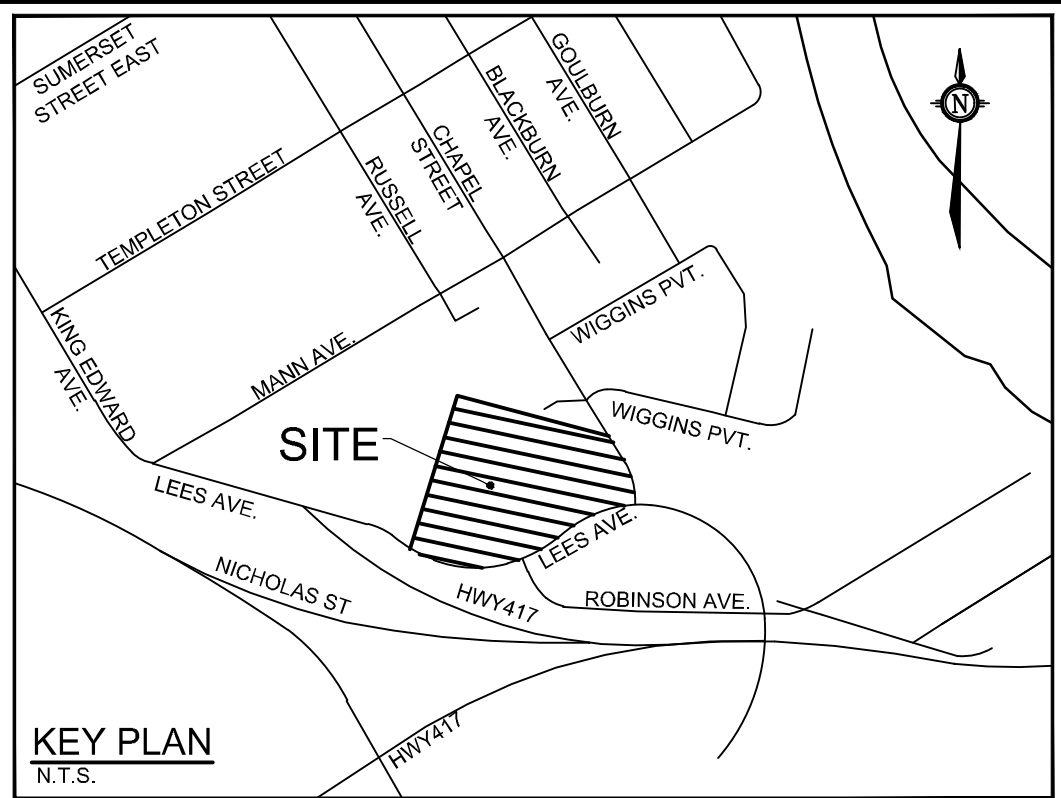 SUMERSET
STREET EAST
TEMPLETON STREET
RUSSELL
AVE.
CHAPEL
STREET
BLACKBURN
AVE.
GOULBURN
AVE.
N
KING EDWARD
AVE.
MANN AVE.
WIGGINS PVT.
WIGGINS PVT.
SITE
LEES AVE.
LEES AVE.
NICHOLAS ST
HWY417
ROBINSON AVE.
HWY417
KEY PLAN
N.T.S.